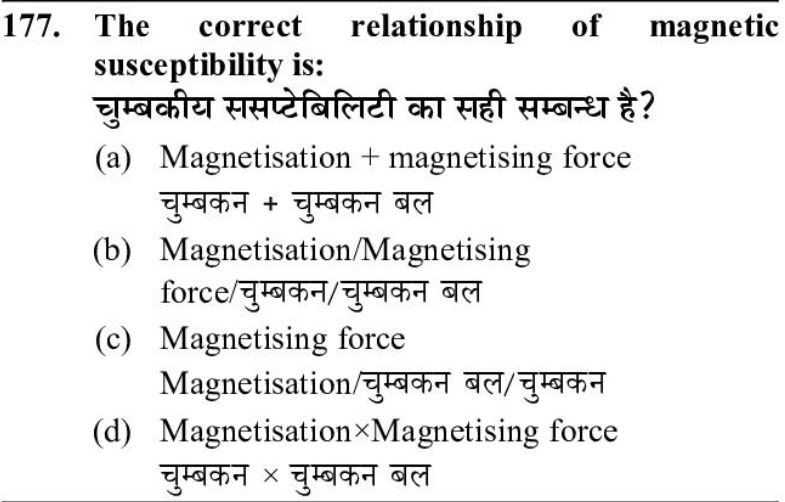 177. The correct relationship of magnetic
susceptibility is:
चुम्बकीय ससप्टेबिलिटी का सही सम्बन्ध है?
(a) Magnetisation + magnetising force
चुम्बकन + चुम्बकन बल
(b) Magnetisation/Magnetising
force/चुम्बकन/चुम्बकन बल
(c) Magnetising force
Magnetisation/चुम्बकन बल/चुम्बकन
(d) Magnetisation×Magnetising force
चुम्बकन × चुम्बकन बल